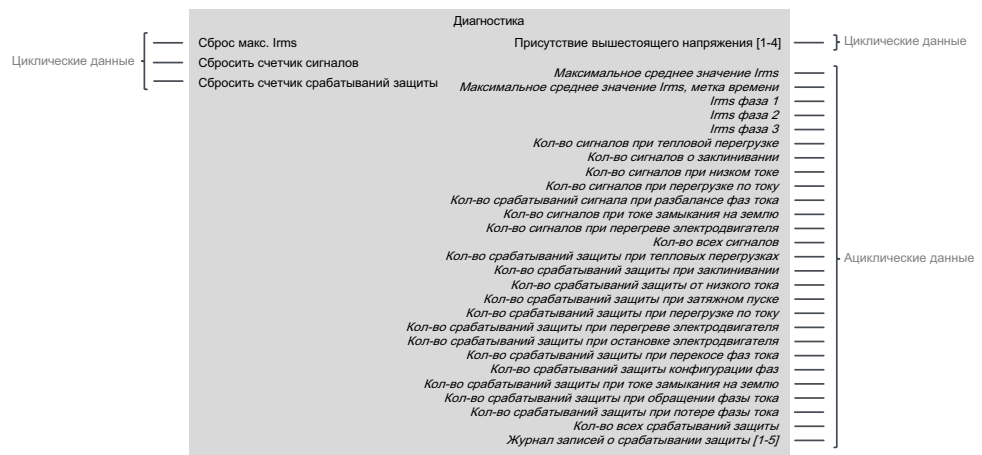 Диагностика
Циклические данные
Сброс макс. Irms
Сбросить счетчик сигналов
Сбросить счетчик срабатываний защиты
Присутствие вышестоящего напряжения [1-4]
Циклические данные
Максимальное среднее значение Irms
Максимальное среднее значение Irms, метка времени
Irms фаза 1
Irms фаза 2
Irms фаза 3
Кол-во сигналов при тепловой перегрузке
Кол-во сигналов о заклинивании
Кол-во сигналов при низком токе
Кол-во сигналов при перегрузке по току
Кол-во срабатываний сигнала при разбалансе фаз тока
Кол-во сигналов при токе замыкания на землю
Кол-во сигналов при перегреве электродвигателя
Кол-во всех сигналов
Кол-во срабатываний защиты при тепловых перегрузках
Кол-во срабатываний защиты при заклинивании
Кол-во срабатываний защиты от низкого тока
Кол-во срабатываний защиты при затяжном пуске
Кол-во срабатываний защиты при перегрузке по току
Кол-во срабатываний защиты при перегреве электродвигателя
Кол-во срабатываний защиты при остановке электродвигателя
Кол-во срабатываний защиты при перекосе фаз тока
Кол-во срабатываний защиты конфигурации фаз
Кол-во срабатываний защиты при токе замыкания на землю
Кол-во срабатываний защиты при обращении фазы тока
Кол-во срабатываний защиты при потере фазы тока
Кол-во всех срабатываний защиты
Журнал записей о срабатывании защиты [1-5]
Ациклические данные